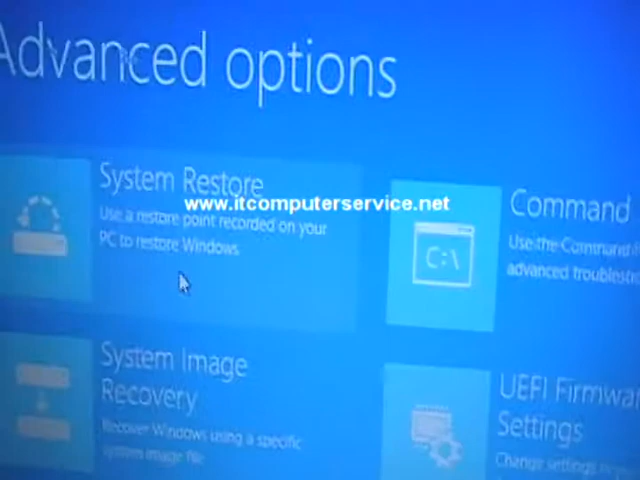 Advanced options
System Restore
www.itcomputerservice.net
Use a restore point recorded on your
PC to restore Windows
Command
C:\
Use the Command
advanced troublesh
System Image
Recovery
Recover Windows using a specific
system image file
UEFI Firmwar
Settings
Change settings